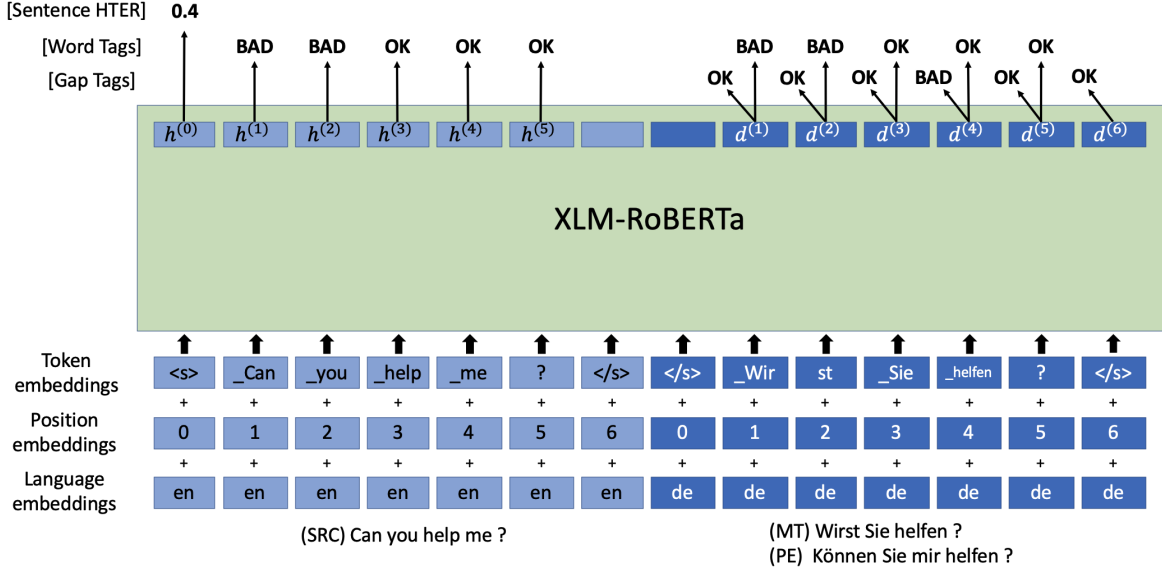 [Sentence HTER] 0.4
[Word Tags] BAD BAD OK OK OK BAD BAD OK OK OK
[Gap Tags] OK OK OK BAD OK OK
h(0) h(1) h(2) h(3) h(4) h(5) d(1) d(2) d(3) d(4) d(5) d(6)
XLM-RoBERTa
Token embeddings <s> _Can _you _help _me ? </s> </s> _Wir st _Sie _helfen ? </s>
+ + + + + + + + + + + + + +
Position embeddings 0 1 2 3 4 5 6 0 1 2 3 4 5 6
+ + + + + + + + + + + + + +
Language embeddings en en en en en en en de de de de de de de
(SRC) Can you help me ? (MT) Wirst Sie helfen ?
(PE) Können Sie mir helfen ?